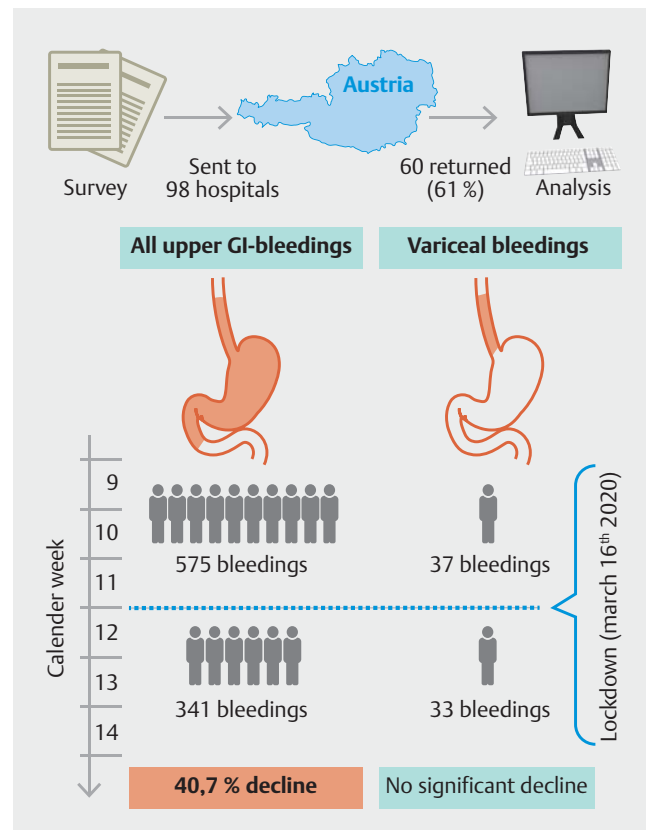 Austria
Survey
Sent to
98 hospitals
60 returned
(61 %)
Analysis
All upper GI-bleedings
Variceal bleedings
Calender week
9
10
11
12
13
14
575 bleedings
37 bleedings
341 bleedings
33 bleedings
Lockdown (march 16th 2020)
40,7 % decline
No significant decline